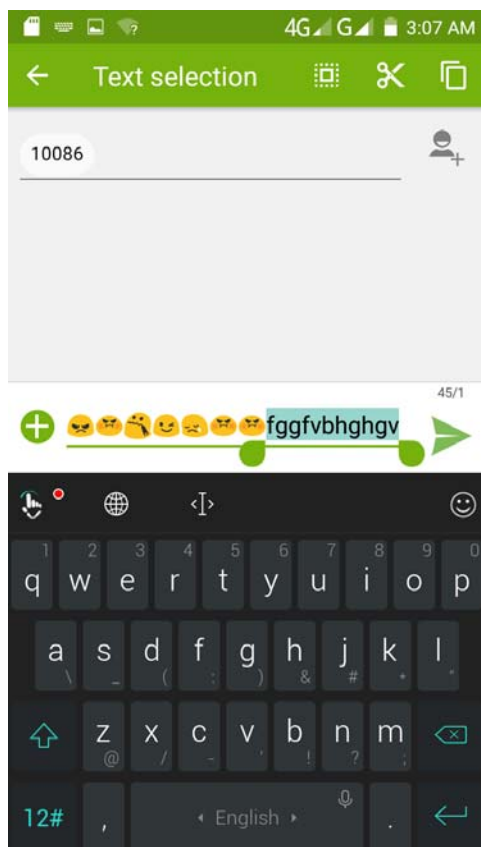 4G G 3:07 AM
Text selection
10086
45/1
😠😡🤧😉😞😡😡fggfvbhghgv
1 2 3 4 5 6 7 8 9 0
q w e r t y u i o p
a s d f g h j k l
\ _ ( : ) & # * "
z x c v b n m
@ / - ' ! ? ;
12# , English .